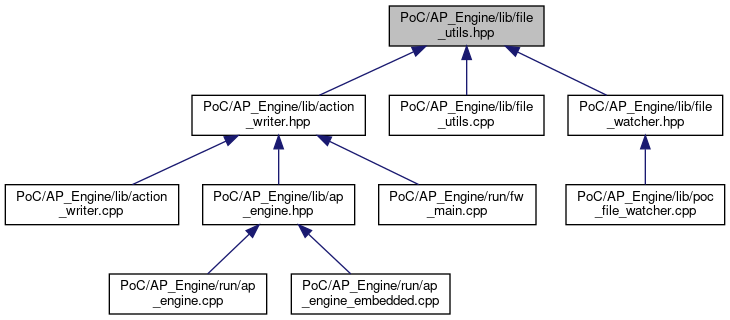 PoC/AP_Engine/lib/file
_utils.hpp
PoC/AP_Engine/lib/action
_writer.hpp
PoC/AP_Engine/lib/file
_utils.cpp
PoC/AP_Engine/lib/file
_watcher.hpp
PoC/AP_Engine/lib/action
_writer.cpp
PoC/AP_Engine/lib/ap
_engine.hpp
PoC/AP_Engine/run/fw
_main.cpp
PoC/AP_Engine/lib/poc
_file_watcher.cpp
PoC/AP_Engine/run/ap
_engine.cpp
PoC/AP_Engine/run/ap
_engine_embedded.cpp